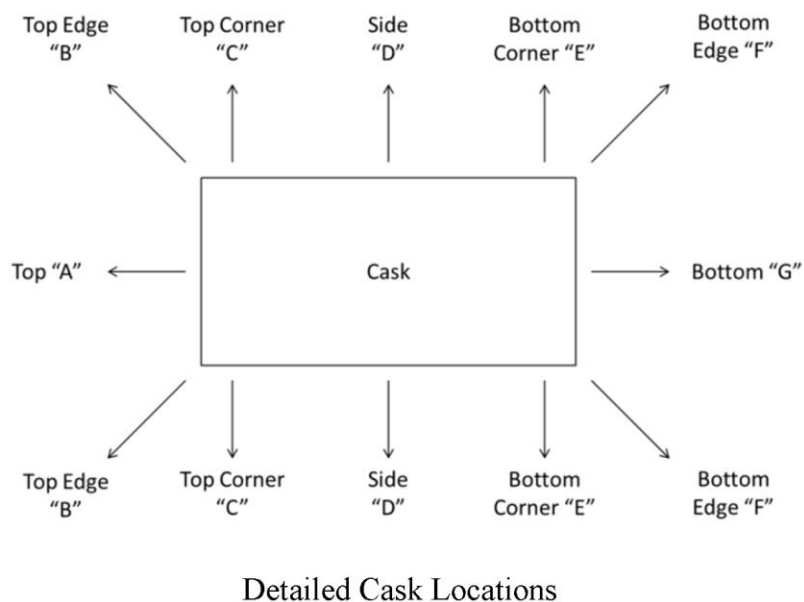 Top Edge
“B”
Top Corner
“C”
Side
“D”
Bottom
Corner “E”
Bottom
Edge “F”
Top “A”
Cask
Bottom “G”
Top Edge
“B”
Top Corner
“C”
Side
“D”
Bottom
Corner “E”
Bottom
Edge “F”
Detailed Cask Locations